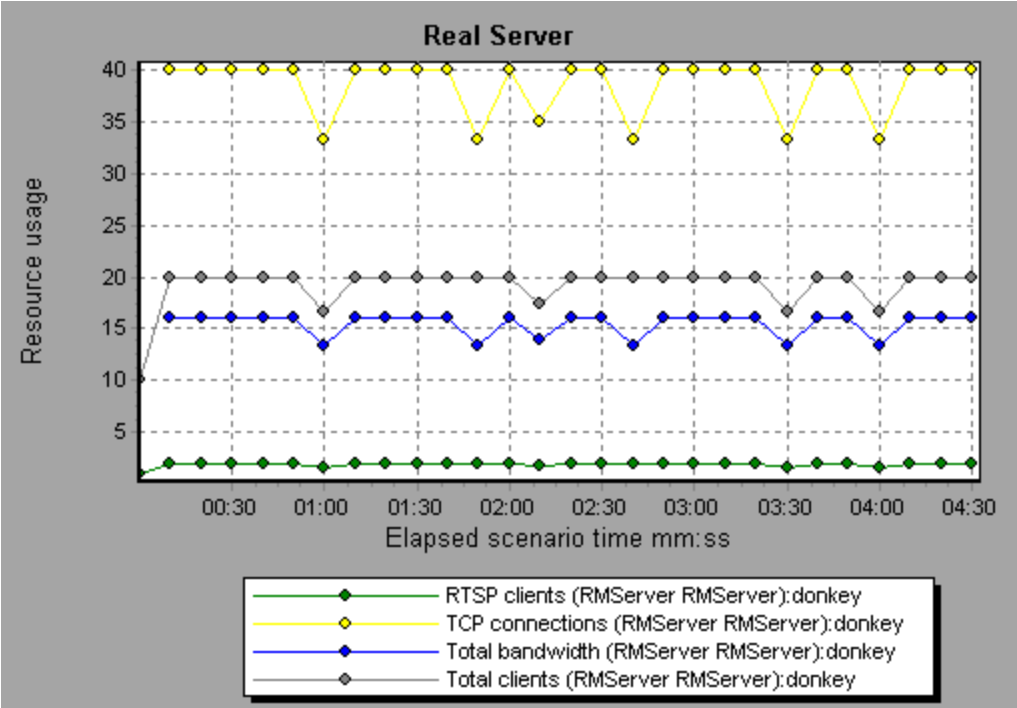 Real Server
40
35
30
25
20
15
10
5
Resource usage
00:30 01:00 01:30 02:00 02:30 03:00 03:30 04:00 04:30
Elapsed scenario time mm:ss
RTSP clients (RMServer RMServer):donkey
TCP connections (RMServer RMServer):donkey
Total bandwidth (RMServer RMServer):donkey
Total clients (RMServer RMServer):donkey